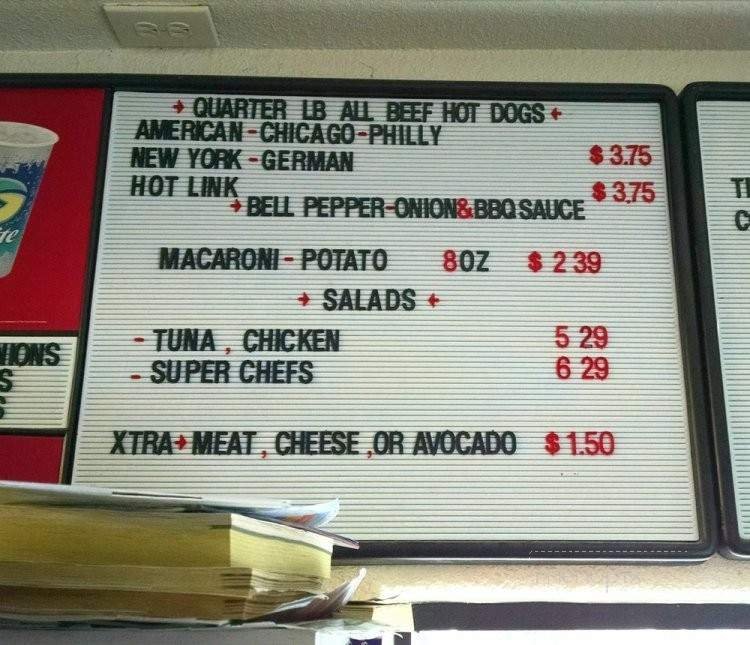 → QUARTER LB ALL BEEF HOT DOGS ←
AMERICAN-CHICAGO-PHILLY
NEW YORK-GERMAN $3.75
HOT LINK $3.75
→ BELL PEPPER-ONION&BBQ SAUCE
MACARONI-POTATO 8OZ $2 39
→ SALADS ←
- TUNA, CHICKEN 5 29
- SUPER CHEFS 6 29
XTRA→MEAT, CHEESE, OR AVOCADO $1.50